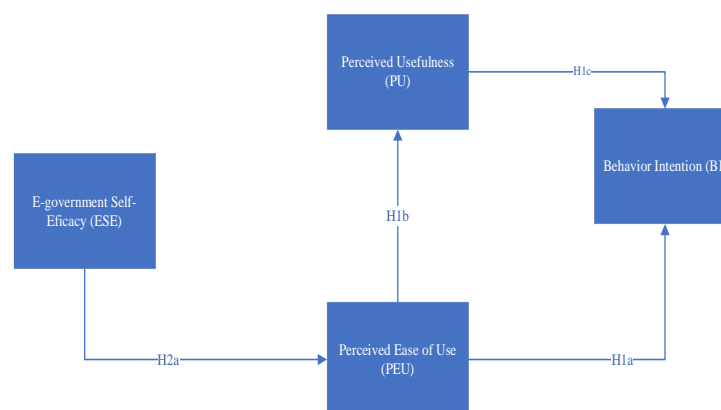 Perceived Usefulness
(PU)
H1c
Behavior Intention (BI
E-government Self-
Eficacy (ESE)
H1b
Perceived Ease of Use
(PEU)
H2a
H1a